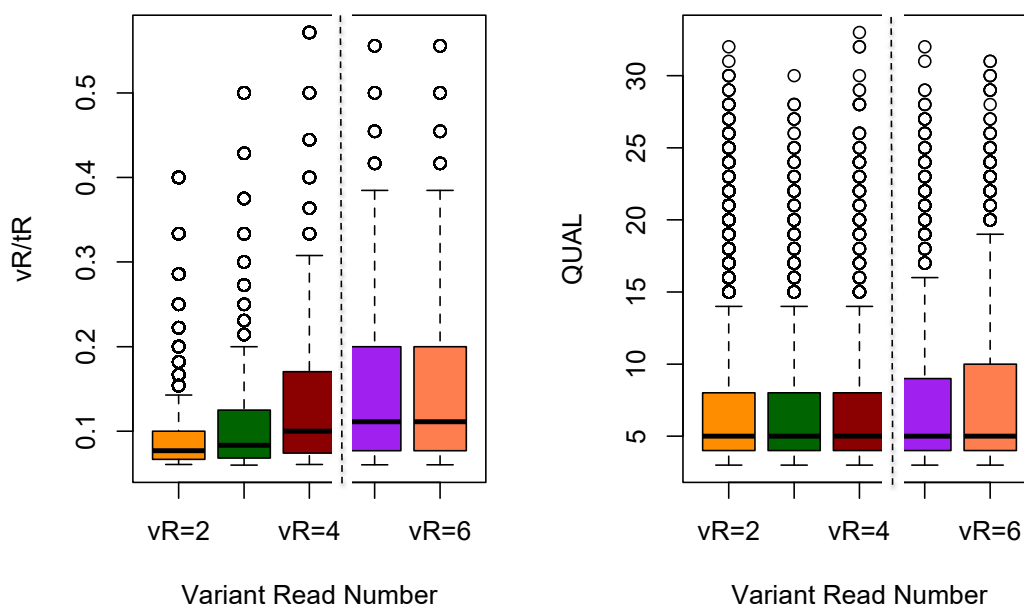 vR/tR
0.5
0.4
0.3
0.2
0.1
vR=2 vR=4 vR=6
Variant Read Number
QUAL
30
25
20
15
10
5
vR=2 vR=4 vR=6
Variant Read Number